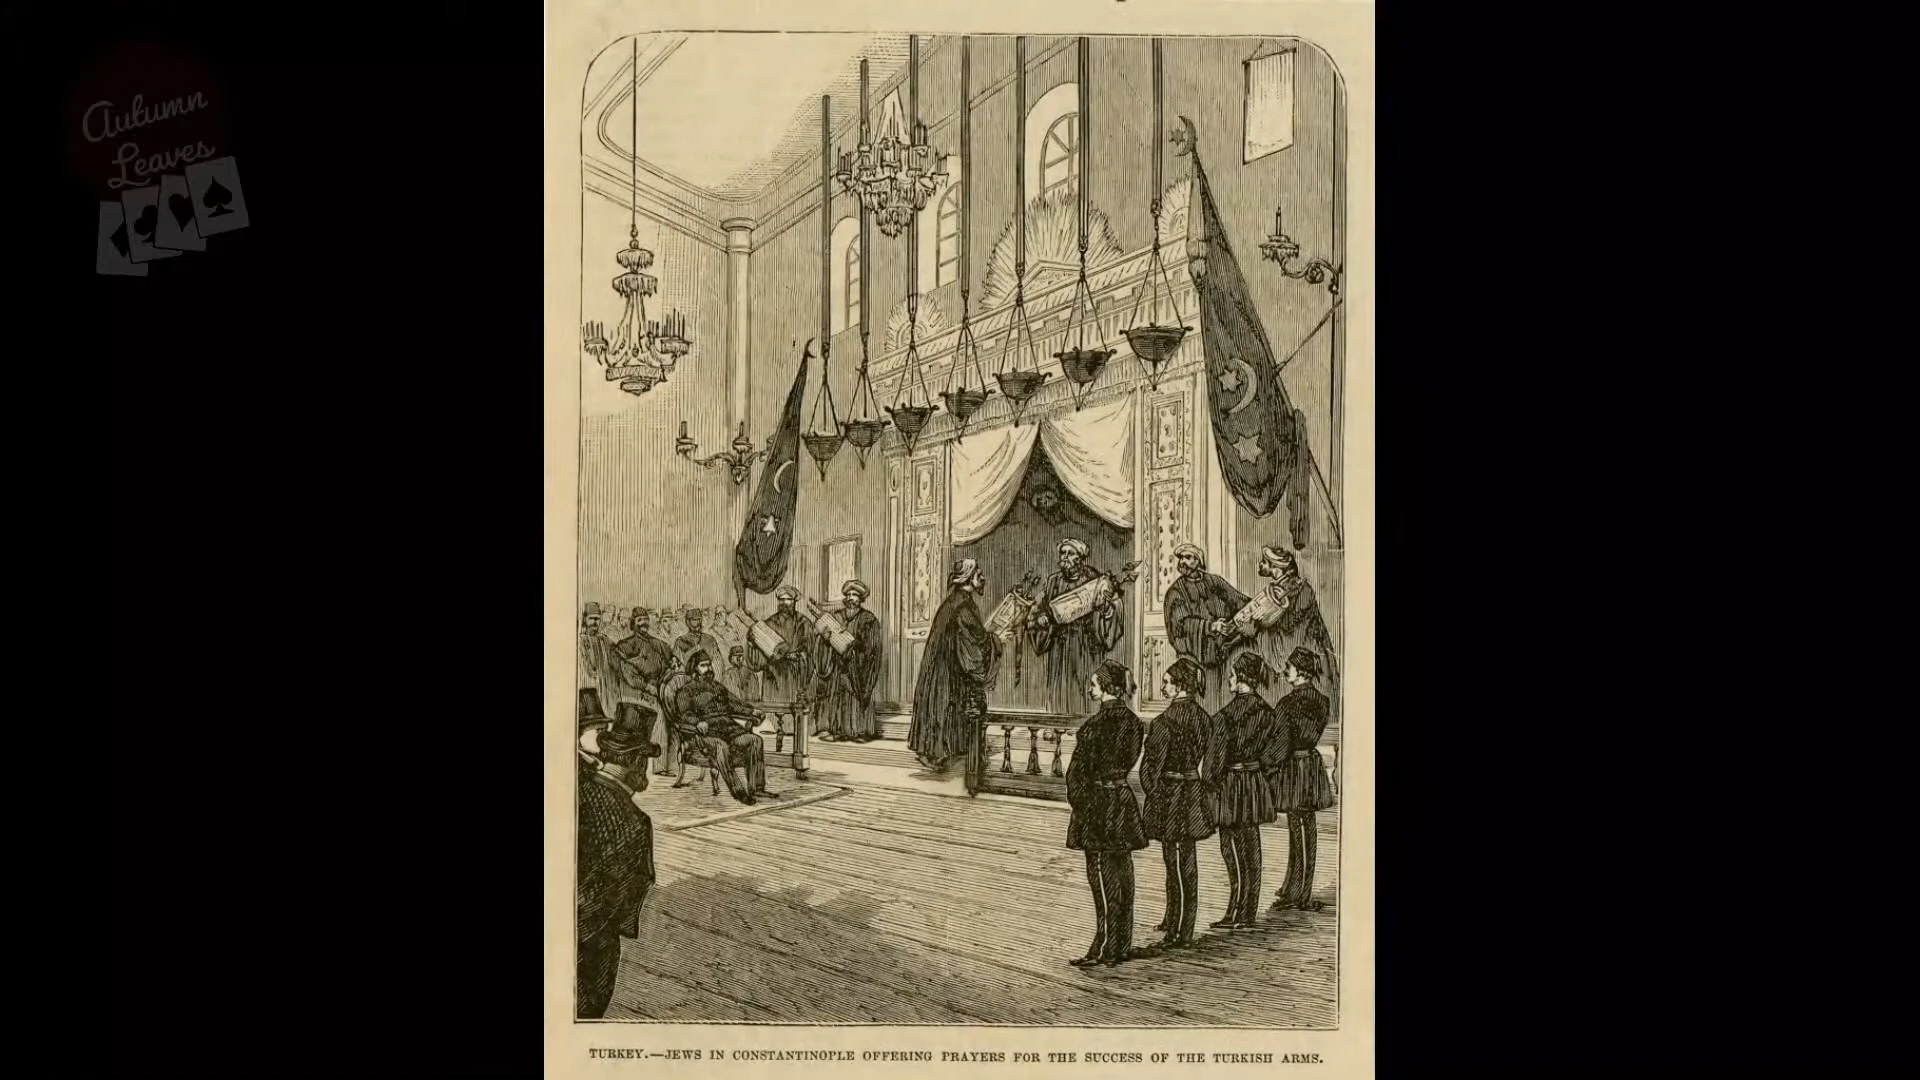 Autumn
Leaves
TURKEY.—JEWS IN CONSTANTINOPLE OFFERING PRAYERS FOR THE SUCCESS OF THE TURKISH ARMS.